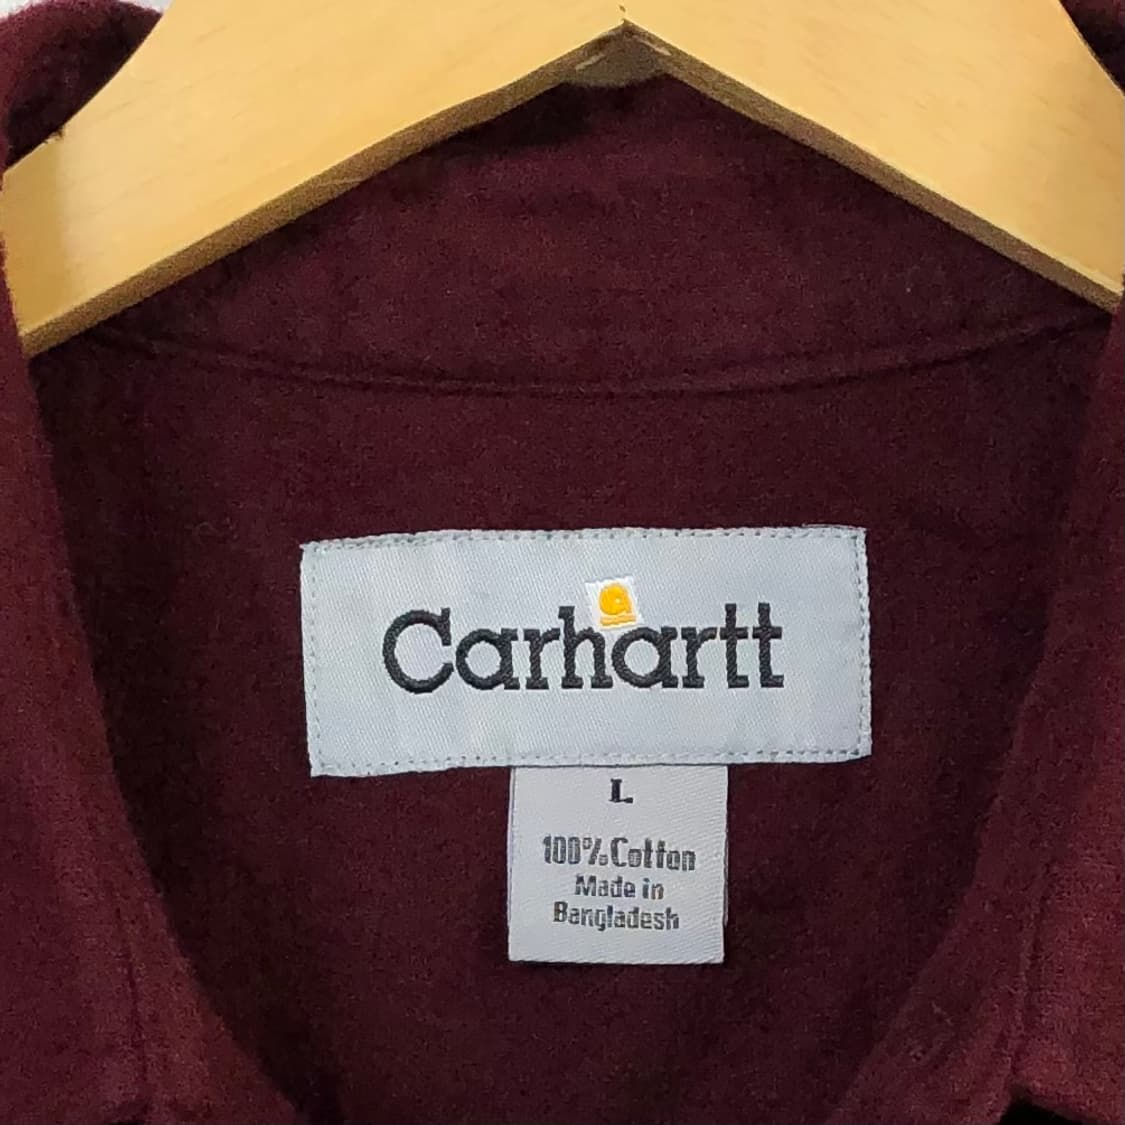 Carhartt
L
100% Cotton
Made in
Bangladesh